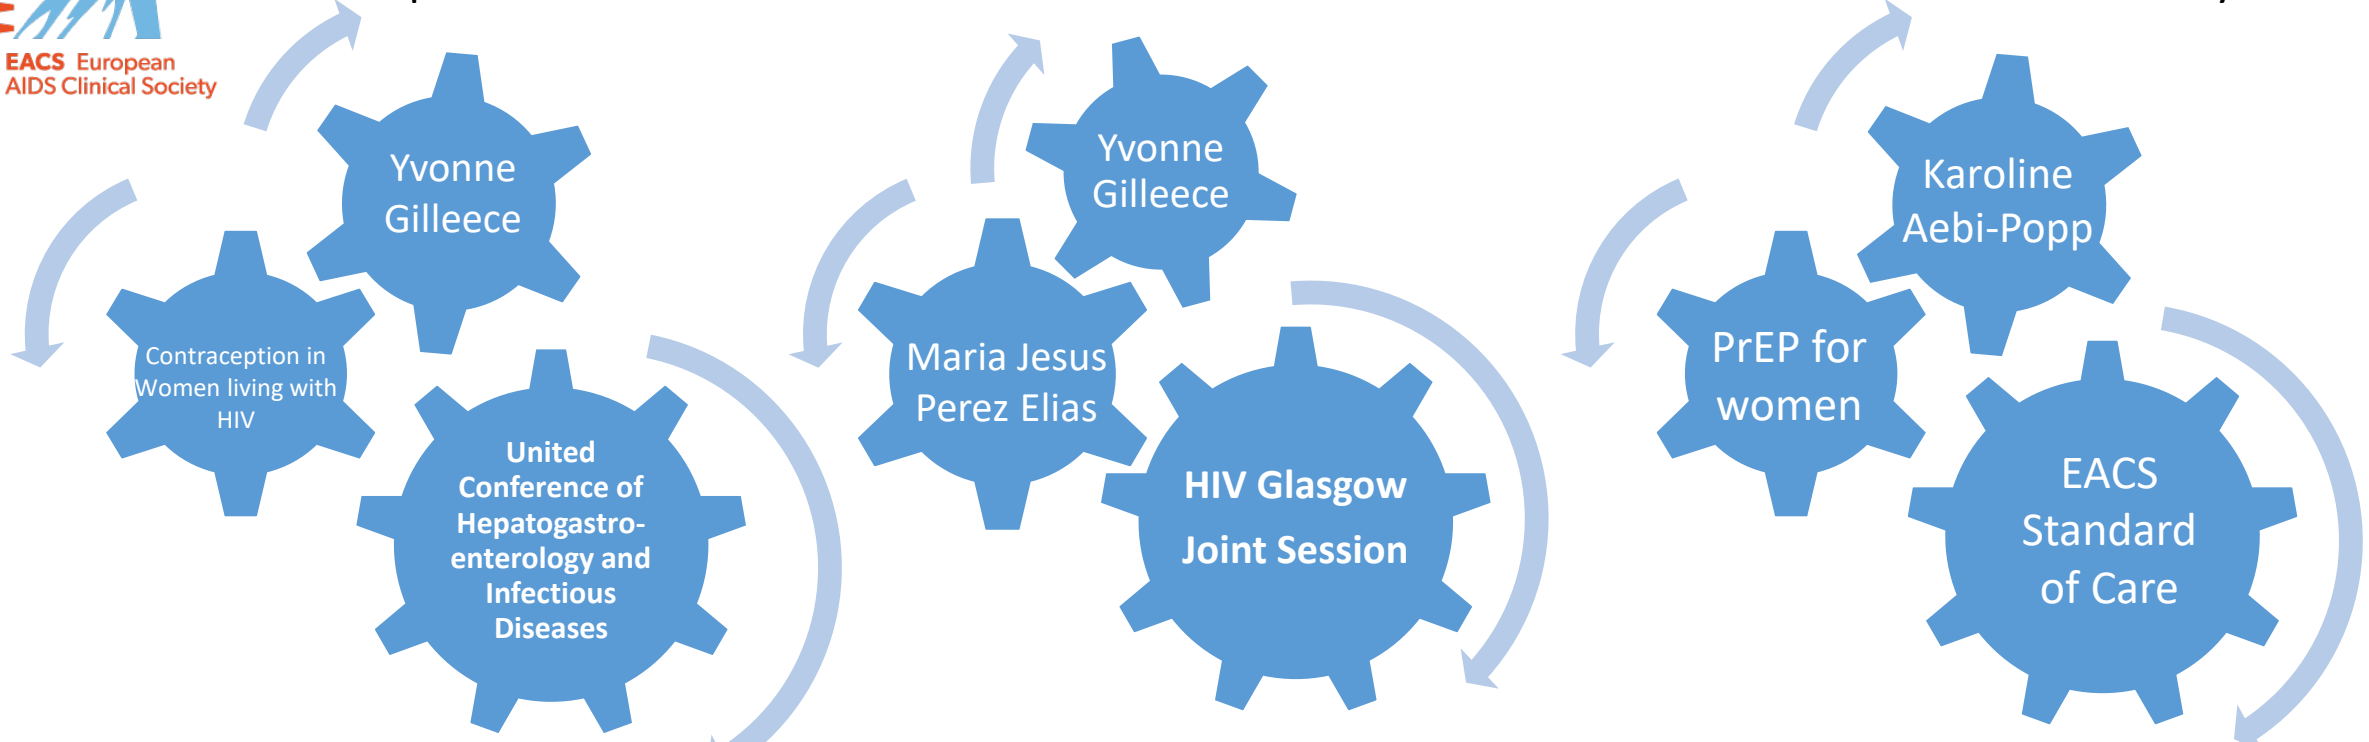 EACS European
AIDS Clinical Society
Yvonne
Gilleece
Contraception in
Women living with
HIV
United
Conference of
Hepatogastro-
enterology and
Infectious
Diseases
Yvonne
Gilleece
Maria Jesus
Perez Elias
HIV Glasgow
Joint Session
Karoline
Aebi-Popp
PrEP for
women
EACS
Standard
of Care